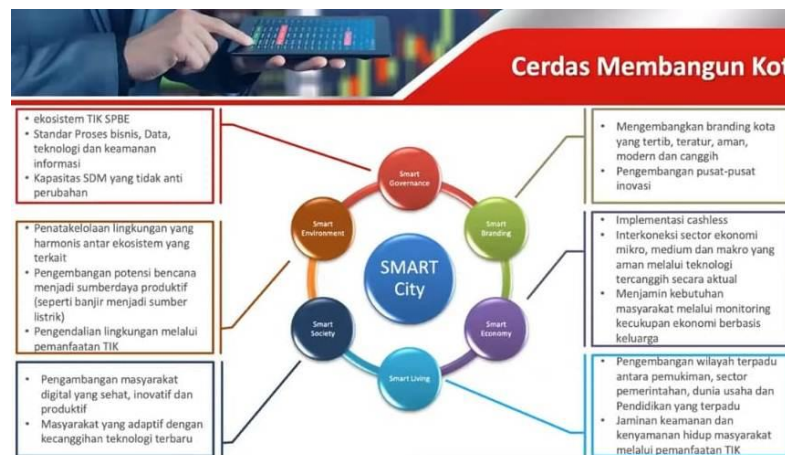 Cerdas Membangun Kot
ekosistem TIK SPBE
Standar Proses bisnis, Data,
teknologi dan keamanan
informasi
Kapasitas SDM yang tidak anti
perubahan
Penatakelolaan lingkungan yang
harmonis antar ekosistem yang
terkait
Pengembangan potensi bencana
menjadi sumberdaya produktif
(seperti banjir menjadi sumber
listrik)
Pengendalian lingkungan melalui
pemanfaatan TIK
Pengambangan masyarakat
digital yang sehat, inovatif dan
produktif
Masyarakat yang adaptif dengan
kecanggihan teknologi terbaru
Smart
Governance
Smart
Environment
Smart
Branding
SMART
City
Smart
Society
Smart
Economy
Smart Living
Mengembangkan branding kota
yang tertib, teratur, aman,
modern dan canggih
Pengembangan pusat-pusat
inovasi
Implementasi cashless
Interkoneksi sector ekonomi
mikro, medium dan makro yang
aman melalui teknologi
tercanggih secara aktual
Menjamin kebutuhan
masyarakat melalui monitoring
kecukupan ekonomi berbasis
keluarga
Pengembangan wilayah terpadu
antara pemukiman, sector
pemerintahan, dunia usaha dan
Pendidikan yang terpadu
Jaminan keamanan dan
kenyamanan hidup masyarakat
melalui pemanfaatan TIK